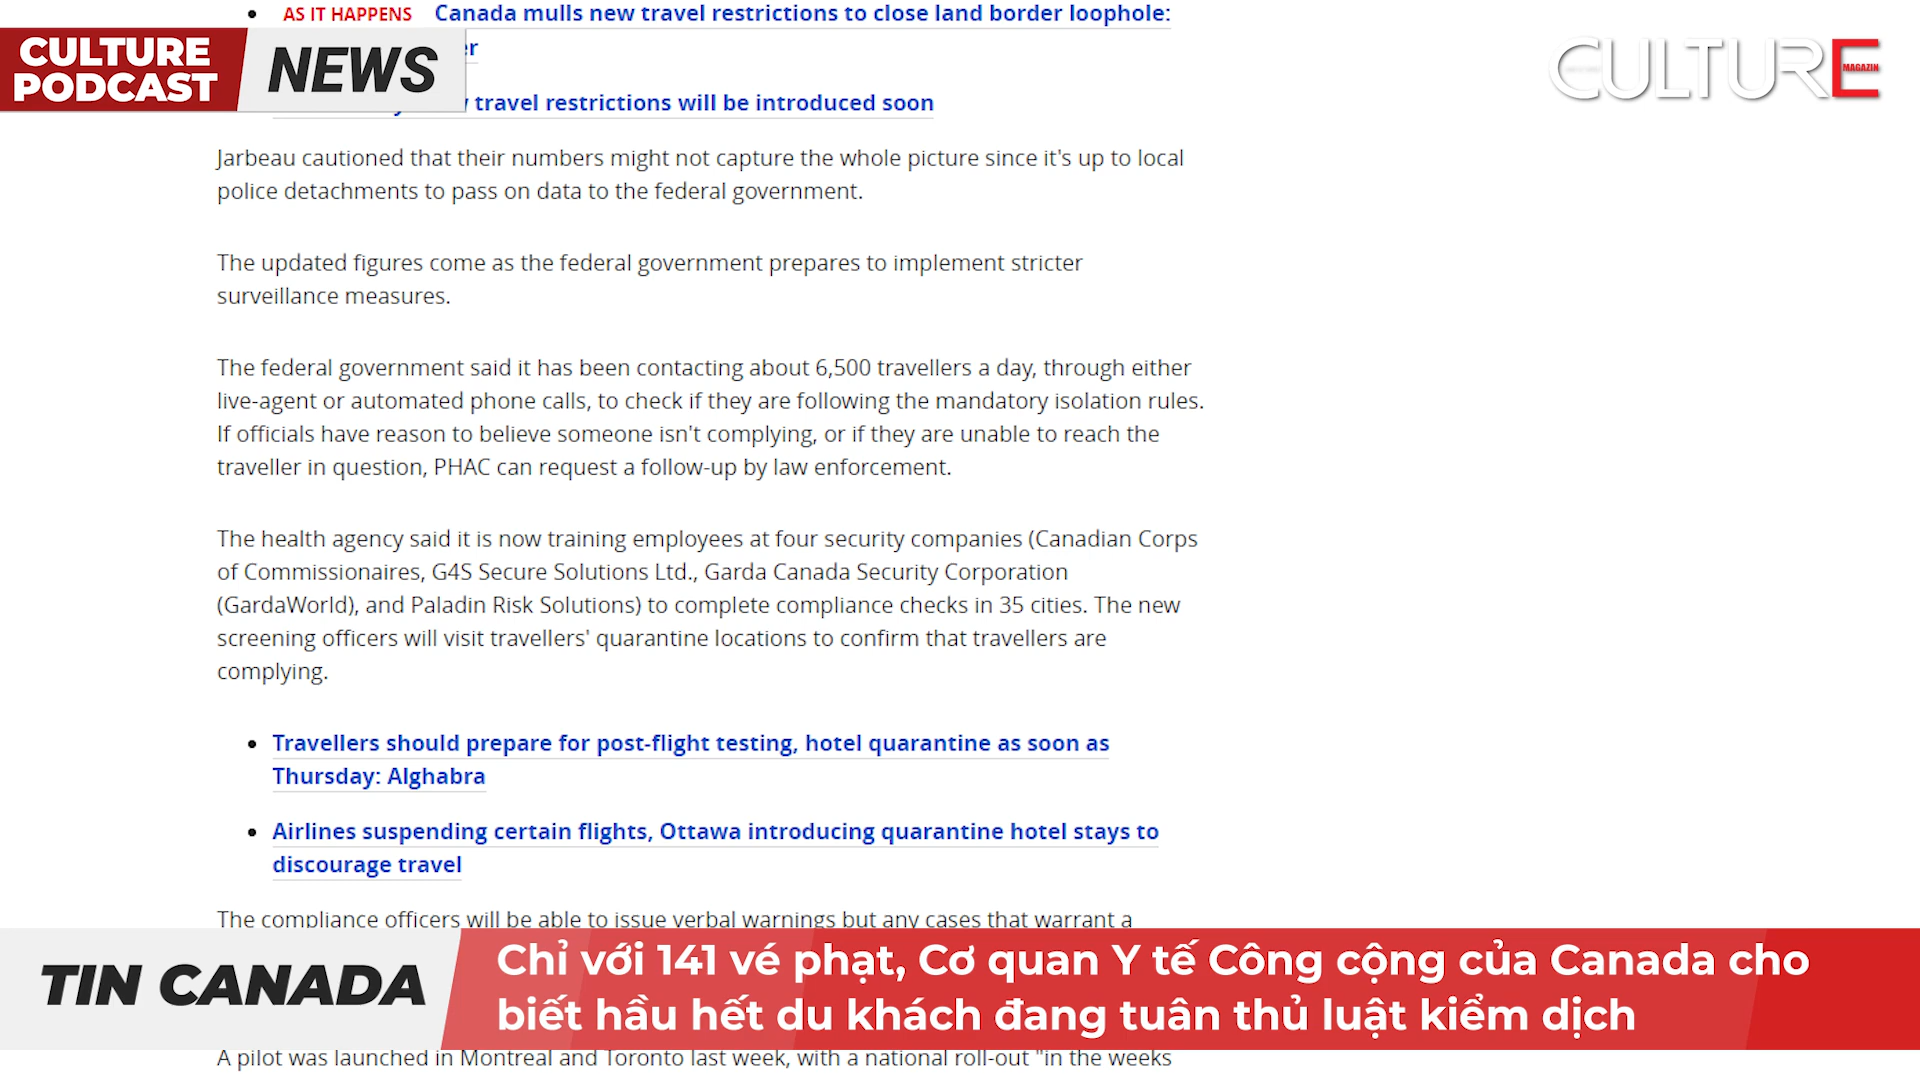 AS IT HAPPENS Canada mulls new travel restrictions to close land border loophole:
CULTURE
PODCAST
NEWS
CULTURE
MAGAZIN
travel restrictions will be introduced soon
Jarbeau cautioned that their numbers might not capture the whole picture since it's up to local
police detachments to pass on data to the federal government.
The updated figures come as the federal government prepares to implement stricter
surveillance measures.
The federal government said it has been contacting about 6,500 travellers a day, through either
live-agent or automated phone calls, to check if they are following the mandatory isolation rules.
If officials have reason to believe someone isn't complying, or if they are unable to reach the
traveller in question, PHAC can request a follow-up by law enforcement.
The health agency said it is now training employees at four security companies (Canadian Corps
of Commissionaires, G4S Secure Solutions Ltd., Garda Canada Security Corporation
(GardaWorld), and Paladin Risk Solutions) to complete compliance checks in 35 cities. The new
screening officers will visit travellers' quarantine locations to confirm that travellers are
complying.
Travellers should prepare for post-flight testing, hotel quarantine as soon as
Thursday: Alghabra
Airlines suspending certain flights, Ottawa introducing quarantine hotel stays to
discourage travel
The compliance officers will be able to issue verbal warnings but any cases that warrant a
TIN CANADA
Chỉ với 141 vé phạt, Cơ quan Y tế Công cộng của Canada cho
biết hầu hết du khách đang tuân thủ luật kiểm dịch
A pilot was launched in Montreal and Toronto last week, with a national roll-out "in the weeks